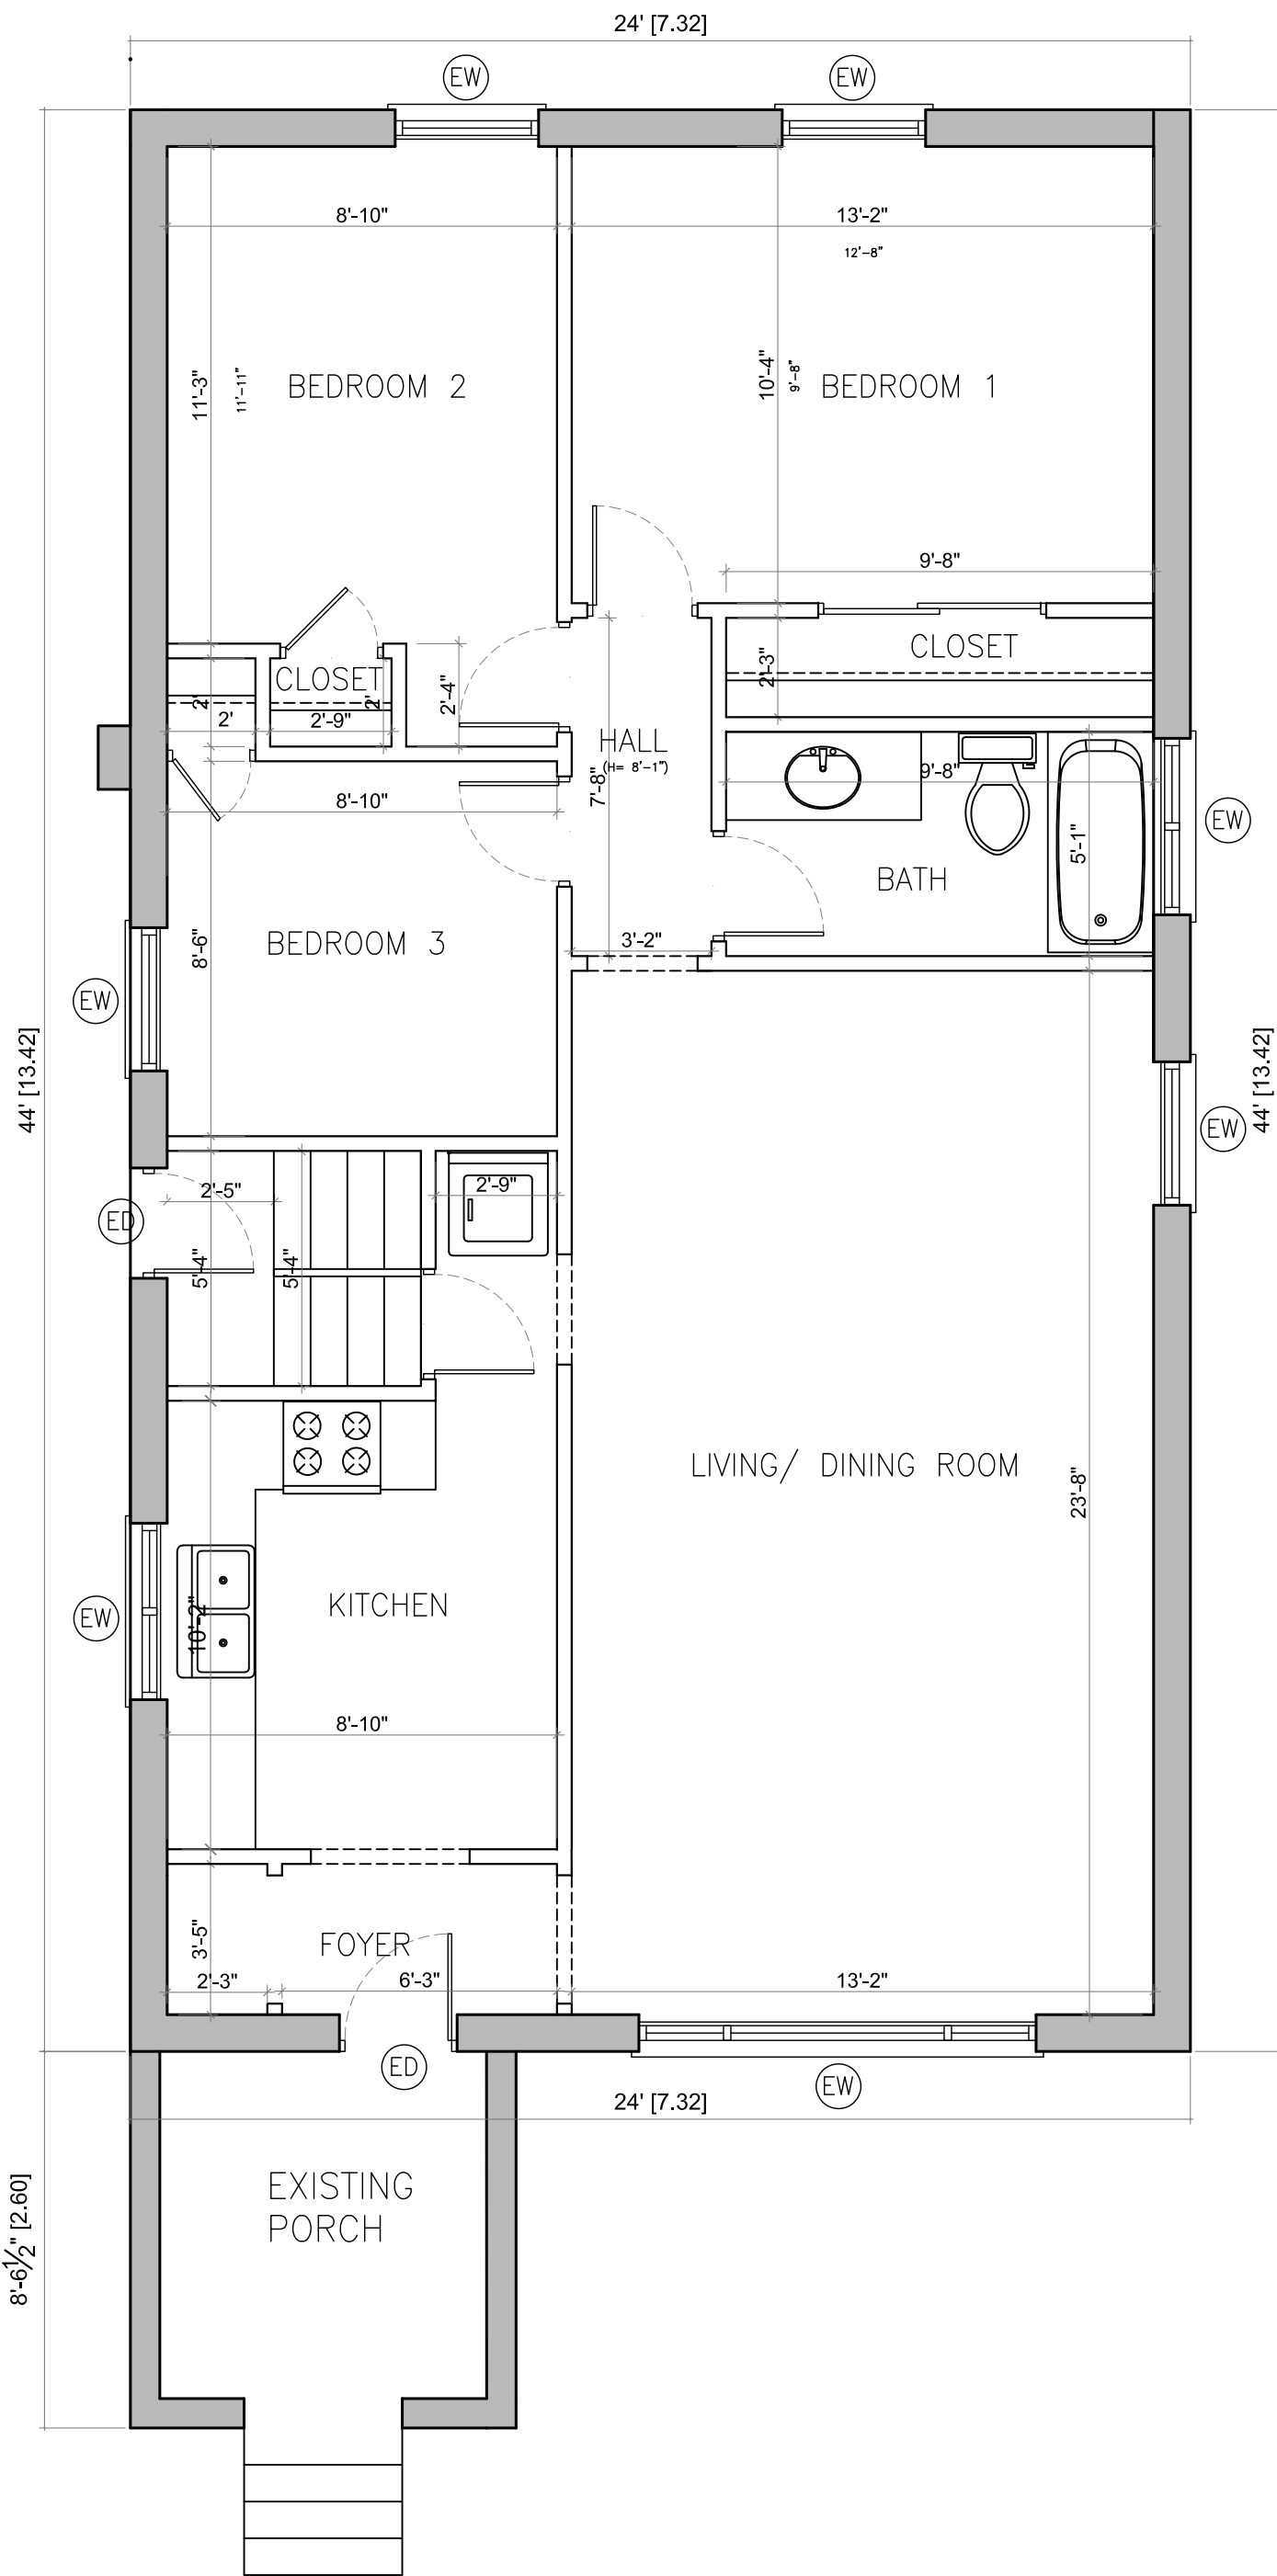 24' [7.32]
EW
EW
8'-10"
13'-2"
12'-8"
11'-3"
11'-11"
BEDROOM 2
10'-4"
9'-8"
BEDROOM 1
9'-8"
CLOSET
2'-3"
CLOSET
2'
2'
2'-9"
2'
2'-4"
HALL
(H= 8'-1")
7'-8"
9'-8"
8'-10"
EW
5'-1"
BATH
BEDROOM 3
8'-6"
3'-2"
EW
44' [13.42]
44' [13.42]
EW
2'-5"
2'-9"
ED
5'-4"
5'-4"
LIVING/ DINING ROOM
23'-8"
KITCHEN
EW
10'-2"
8'-10"
FOYER
3'-5"
2'-3"
6'-3"
13'-2"
ED
EW
24' [7.32]
EXISTING
PORCH
8'-6½" [2.60]